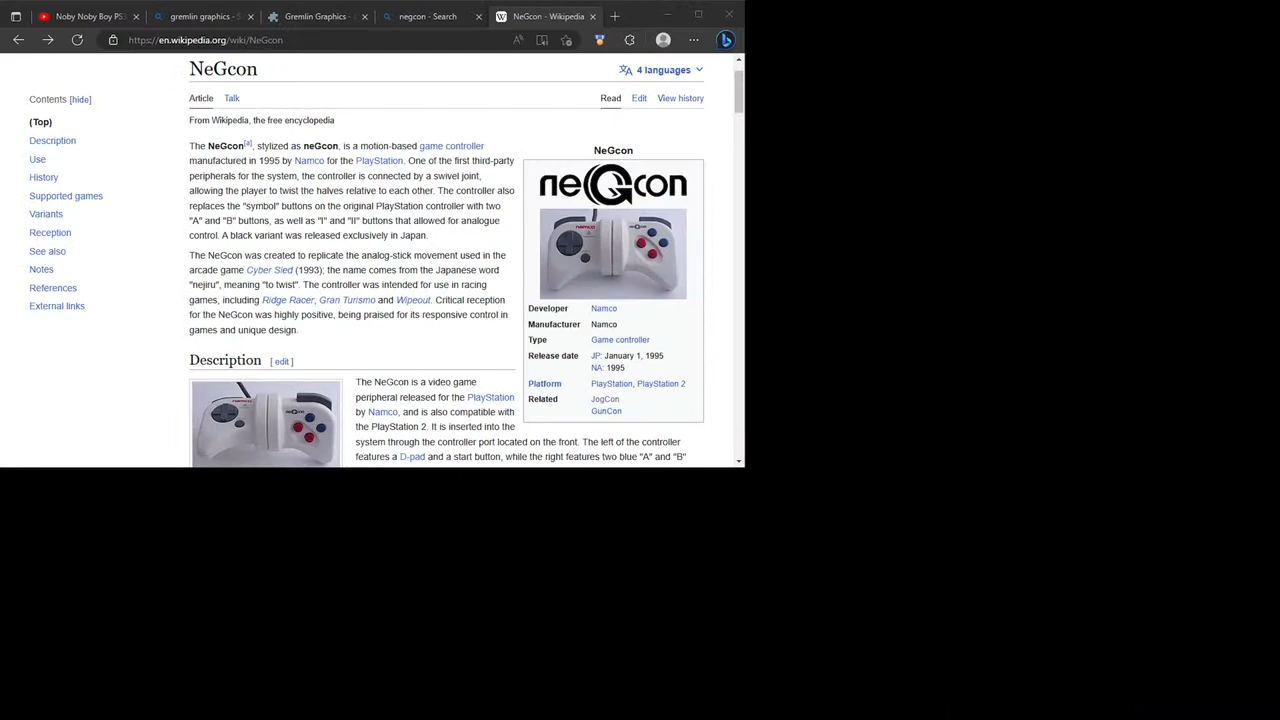 Noby Noby Boy PS3
gremlin graphics - S
Gremlin Graphics -
negcon - Search
NeGcon - Wikipedia
https://en.wikipedia.org/wiki/NeGcon
NeGcon
4 languages
Contents [hide]
(Top)
Description
Use
History
Supported games
Variants
Reception
See also
Notes
References
External links
Article Talk
Read Edit View history
From Wikipedia, the free encyclopedia
The NeGcon[a], stylized as neGcon, is a motion-based game controller
manufactured in 1995 by Namco for the PlayStation. One of the first third-party
peripherals for the system, the controller is connected by a swivel joint,
allowing the player to twist the halves relative to each other. The controller also
replaces the "symbol" buttons on the original PlayStation controller with two
"A" and "B" buttons, as well as "I" and "II" buttons that allowed for analogue
control. A black variant was released exclusively in Japan.
The NeGcon was created to replicate the analog-stick movement used in the
arcade game Cyber Sled (1993); the name comes from the Japanese word
"nejiru", meaning "to twist". The controller was intended for use in racing
games, including Ridge Racer, Gran Turismo and Wipeout. Critical reception
for the NeGcon was highly positive, being praised for its responsive control in
games and unique design.
NeGcon
neGcon
namco
neGcon
Developer Namco
Manufacturer Namco
Type Game controller
Release date JP: January 1, 1995
NA: 1995
Platform PlayStation, PlayStation 2
Related JogCon
GunCon
Description [ edit ]
namco
neGcon
The NeGcon is a video game
peripheral released for the PlayStation
by Namco, and is also compatible with
the PlayStation 2. It is inserted into the
system through the controller port located on the front. The left of the controller
features a D-pad and a start button, while the right features two blue "A" and "B"